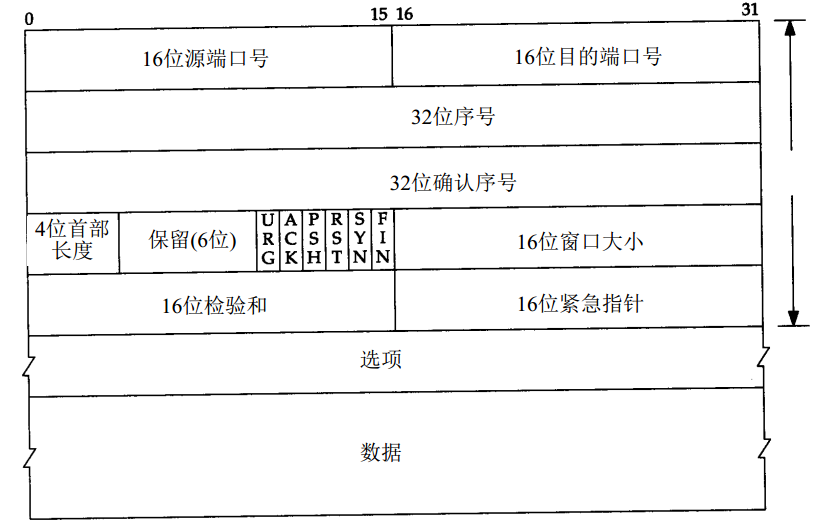 0 15 16 31
16位源端口号 16位目的端口号
32位序号
32位确认序号
4位首部
长度
保留(6位)
URG ACK PSH RST SYN FIN
16位窗口大小
16位检验和 16位紧急指针
选项
数据